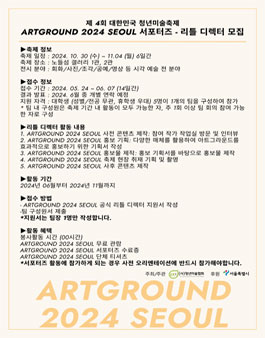 제 4회 대한민국 청년미술축제
ARTGROUND 2024 SEOUL 서포터즈 - 리틀 디렉터 모집
▶축제 정보
축제 일정 : 2024. 10. 30 (수) ~ 11.04 (월) 6일간
축제 장소 : 노들섬 갤러리 1관, 2관
전시 분야 : 회화/사진/조각/공예/영상 등 시각 예술 전 분야
▶접수 정보
접수 기간 : 2024. 05. 24 ~ 06. 07 (14일간)
결과 발표 : 2024. 6월 중 개별 연락 예정
지원 자격 : 대학생 (성별/전공 무관, 휴학생 우대) 5명이 1개의 팀을 구성하여 참가
* 팀 내 구성원은 축제 기간 내 활동이 모두 가능한 자, 주 1회 이상 팀 회의 참여 가능한 자로 구성
▶리틀 디렉터 활동 내용
1. ARTGROUND 2024 SEOUL 사전 콘텐츠 제작: 참여 작가 작업실 방문 및 인터뷰
2. ARTGROUND 2024 SEOUL 홍보 기획: 다양한 매체를 활용하여 아트그라운드를
효과적으로 홍보하기 위한 기획서 작성
3. ARTGROUND 2024 SEOUL 홍보물 제작: 홍보 기획서를 바탕으로 홍보물 제작
4. ARTGROUND 2024 SEOUL 축제 현장 취재 기획 및 촬영
5. ARTGROUND 2024 SEOUL 사후 콘텐츠 제작
▶활동 기간
2024년 06월부터 2024년 11월까지
▶접수 방법
- ARTGROUND 2024 SEOUL 공식 리틀 디렉터 지원서 작성
-팀 구성원서 제출
*지원서는 팀장 1명만 작성합니다.
▶활동 혜택
봉사활동 시간 (00시간)
ARTGROUND 2024 SEOUL 무료 관람
ARTGROUND 2024 SEOUL 서포터즈 수료증
ARTGROUND 2024 SEOUL 단체 티셔츠
*서포터즈 활동에 참가하게 되는 경우 사전 오리엔테이션에 반드시 참가해야합니다.
주최/주관 후원 서울특별시
ARTGROUND
2024 SEOUL